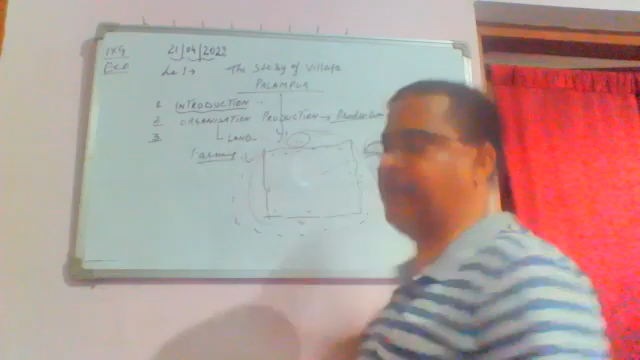 IXG 21/04/2022
Eco Le 1 → The Story of Village
PALAMPUR
1. INTRODUCTION
2. ORGANISATION PRODUCTION → Production
3 LAND
Farming